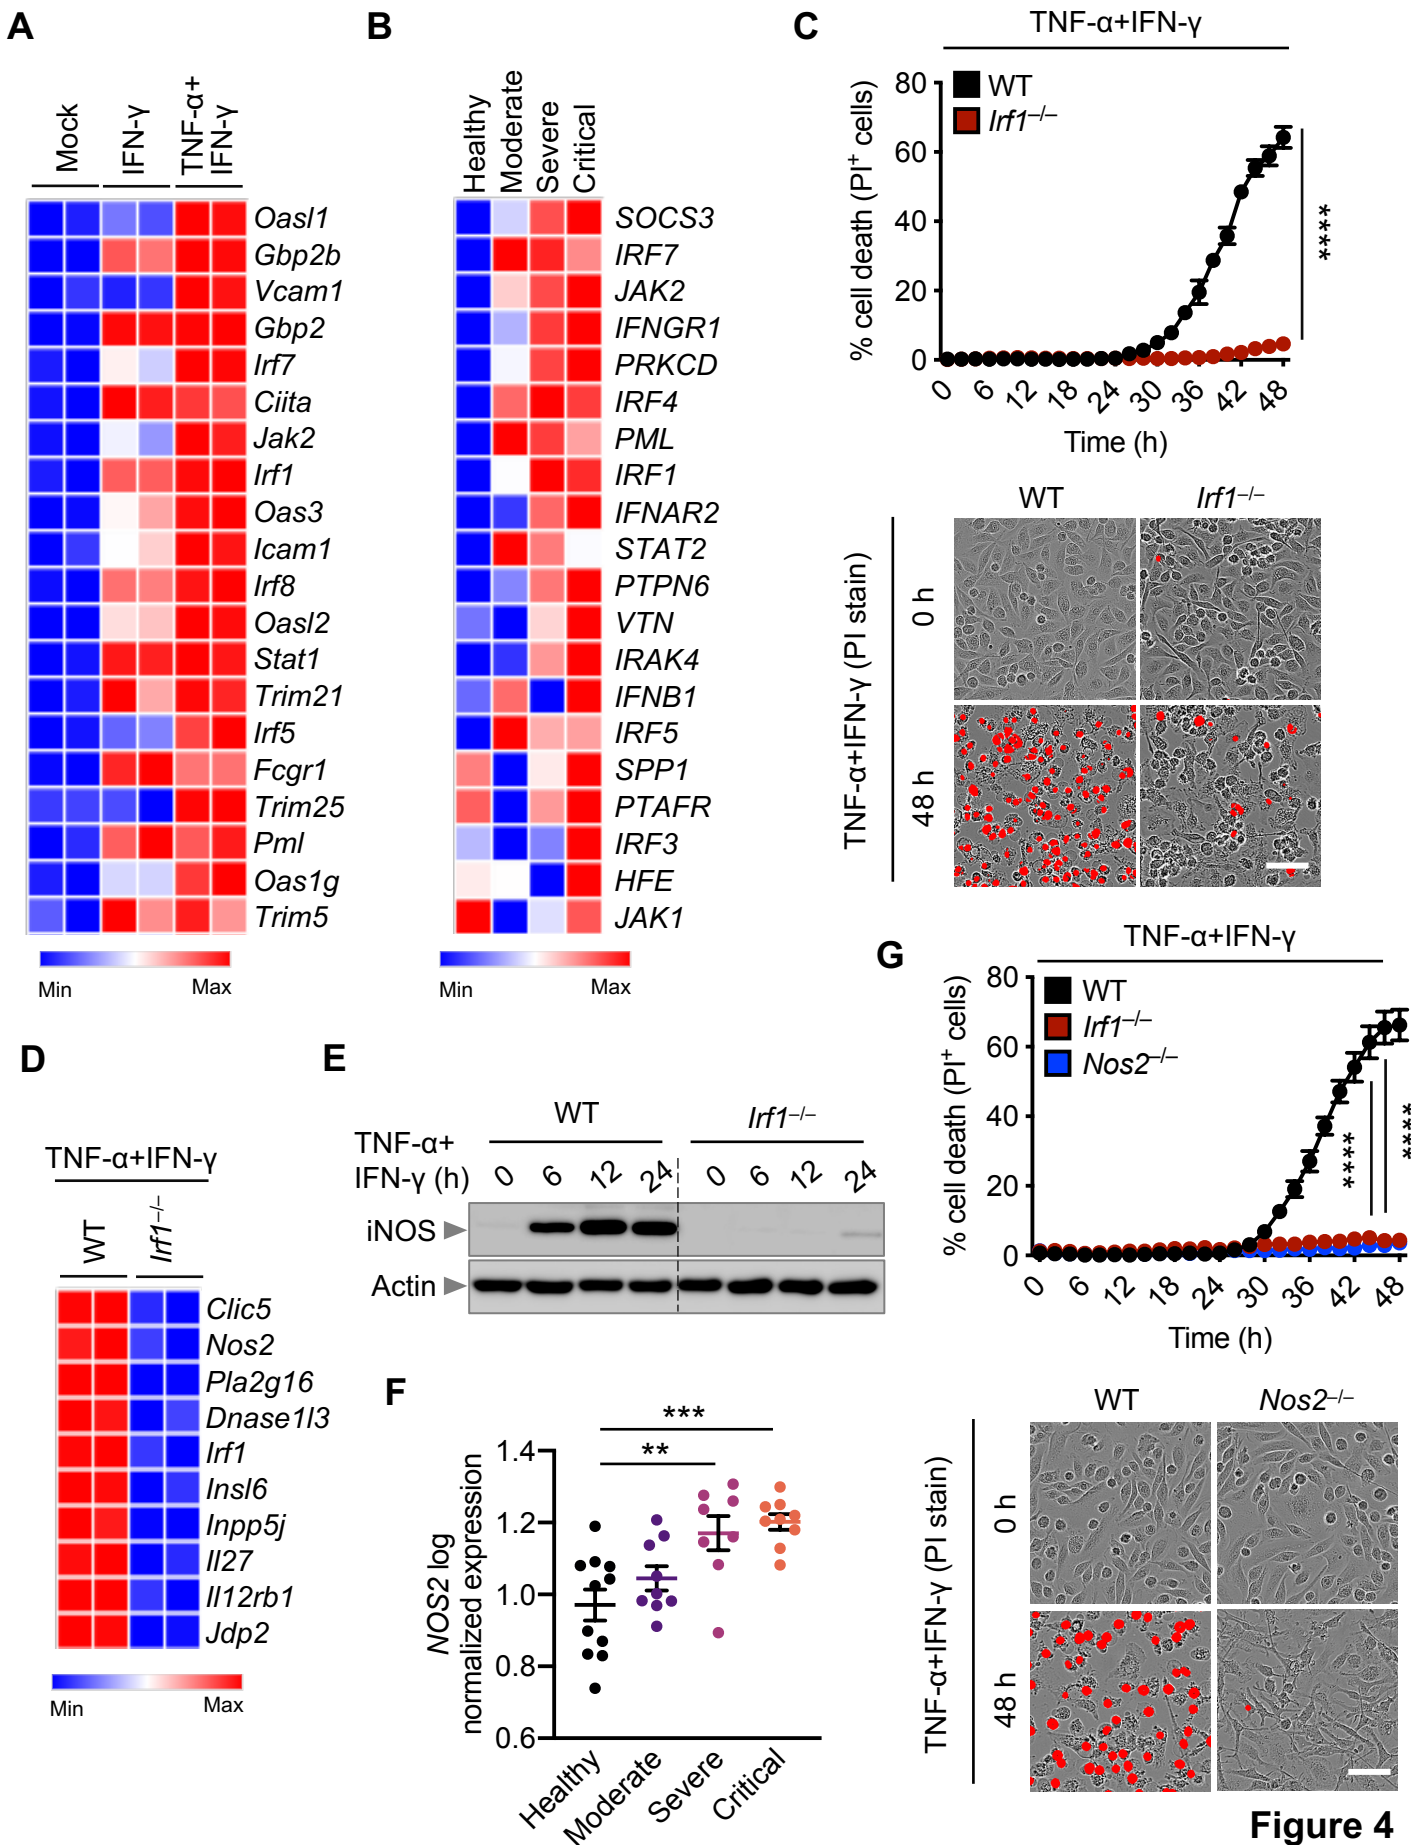 A
Mock
IFN-γ
TNF-α+
IFN-γ
Oasl1
Gbp2b
Vcam1
Gbp2
Irf7
Ciita
Jak2
Irf1
Oas3
Icam1
Irf8
Oasl2
Stat1
Trim21
Irf5
Fcgr1
Trim25
Pml
Oas1g
Trim5
Min Max
B
Healthy
Moderate
Severe
Critical
SOCS3
IRF7
JAK2
IFNGR1
PRKCD
IRF4
PML
IRF1
IFNAR2
STAT2
PTPN6
VTN
IRAK4
IFNB1
IRF5
SPP1
PTAFR
IRF3
HFE
JAK1
Min Max
C
TNF-α+IFN-γ
% cell death (PI⁺ cells)
80
60
40
20
0
WT
Irf1⁻/⁻
****
0 6 12 18 24 30 36 42 48
Time (h)
WT Irf1⁻/⁻
TNF-α+IFN-γ (PI stain)
0 h
48 h
D
TNF-α+IFN-γ
WT
Irf1⁻/⁻
Clic5
Nos2
Pla2g16
Dnase1l3
Irf1
Insl6
Inpp5j
Il27
Il12rb1
Jdp2
Min Max
E
WT Irf1⁻/⁻
TNF-α+
IFN-γ (h) 0 6 12 24 0 6 12 24
iNOS
Actin
F
NOS2 log
normalized expression
1.4
1.2
1.0
0.8
0.6
***
**
Healthy
Moderate
Severe
Critical
G
TNF-α+IFN-γ
% cell death (PI⁺ cells)
80
60
40
20
0
WT
Irf1⁻/⁻
Nos2⁻/⁻
****
****
0 6 12 18 24 30 36 42 48
Time (h)
WT Nos2⁻/⁻
TNF-α+IFN-γ (PI stain)
0 h
48 h
Figure 4